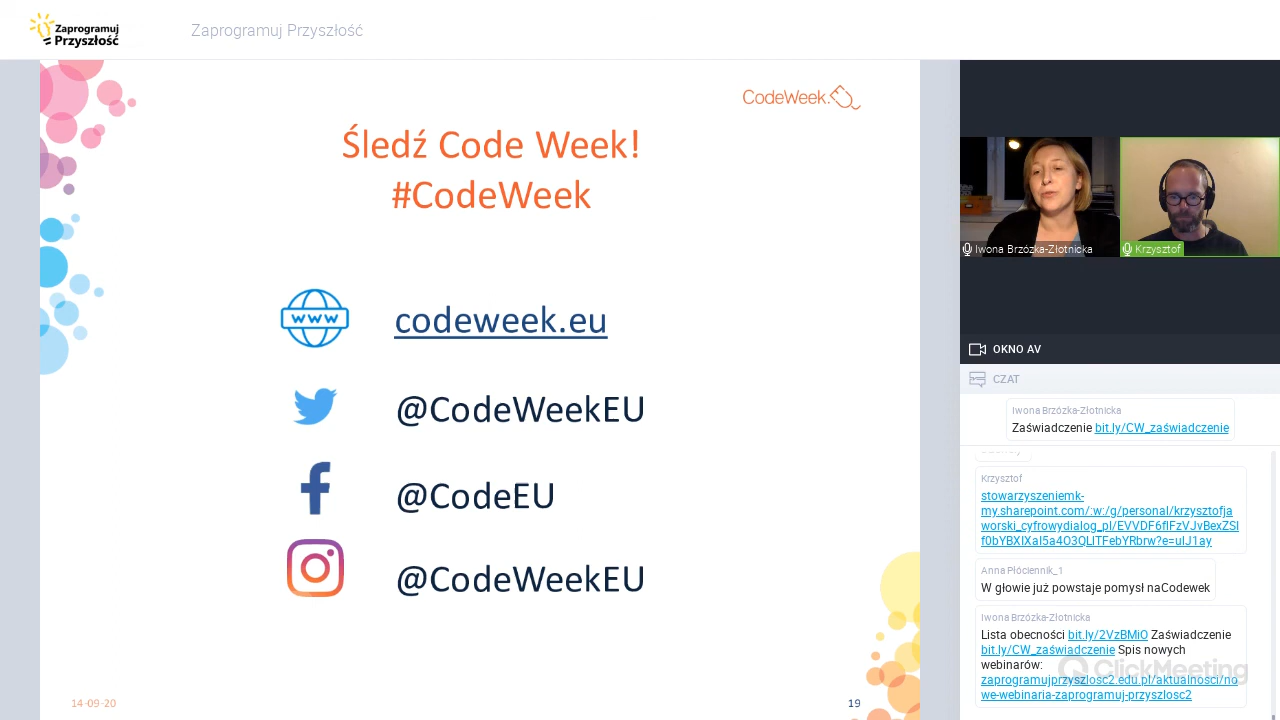 Zaprogramuj
Przyszłość
Zaprogramuj Przyszłość
CodeWeek.
Śledź Code Week!
#CodeWeek
www
codeweek.eu
@CodeWeekEU
@CodeEU
@CodeWeekEU
14-09-20
19
Iwona Brzózka-Złotnicka
Krzysztof
OKNO AV
CZAT
Iwona Brzózka-Złotnicka
Zaświadczenie bit.ly/CW_zaświadczenie
Krzysztof
stowarzyszeniemk-
my.sharepoint.com/:w:/g/personal/krzysztofja
worski_cyfrowydialog_pl/EVVDF6fIFzVJvBexZSI
f0bYBXIXaI5a4O3QLITFebYRbrw?e=uIJ1ay
Anna Płóciennik_1
W głowie już powstaje pomysł naCodewek
Iwona Brzózka-Złotnicka
Lista obecności bit.ly/2VzBMiO Zaświadczenie
bit.ly/CW_zaświadczenie Spis nowych
webinarów:
zaprogramujprzyszlosc2.edu.pl/aktualnosci/no
we-webinaria-zaprogramuj-przyszlosc2
ClickMeeting